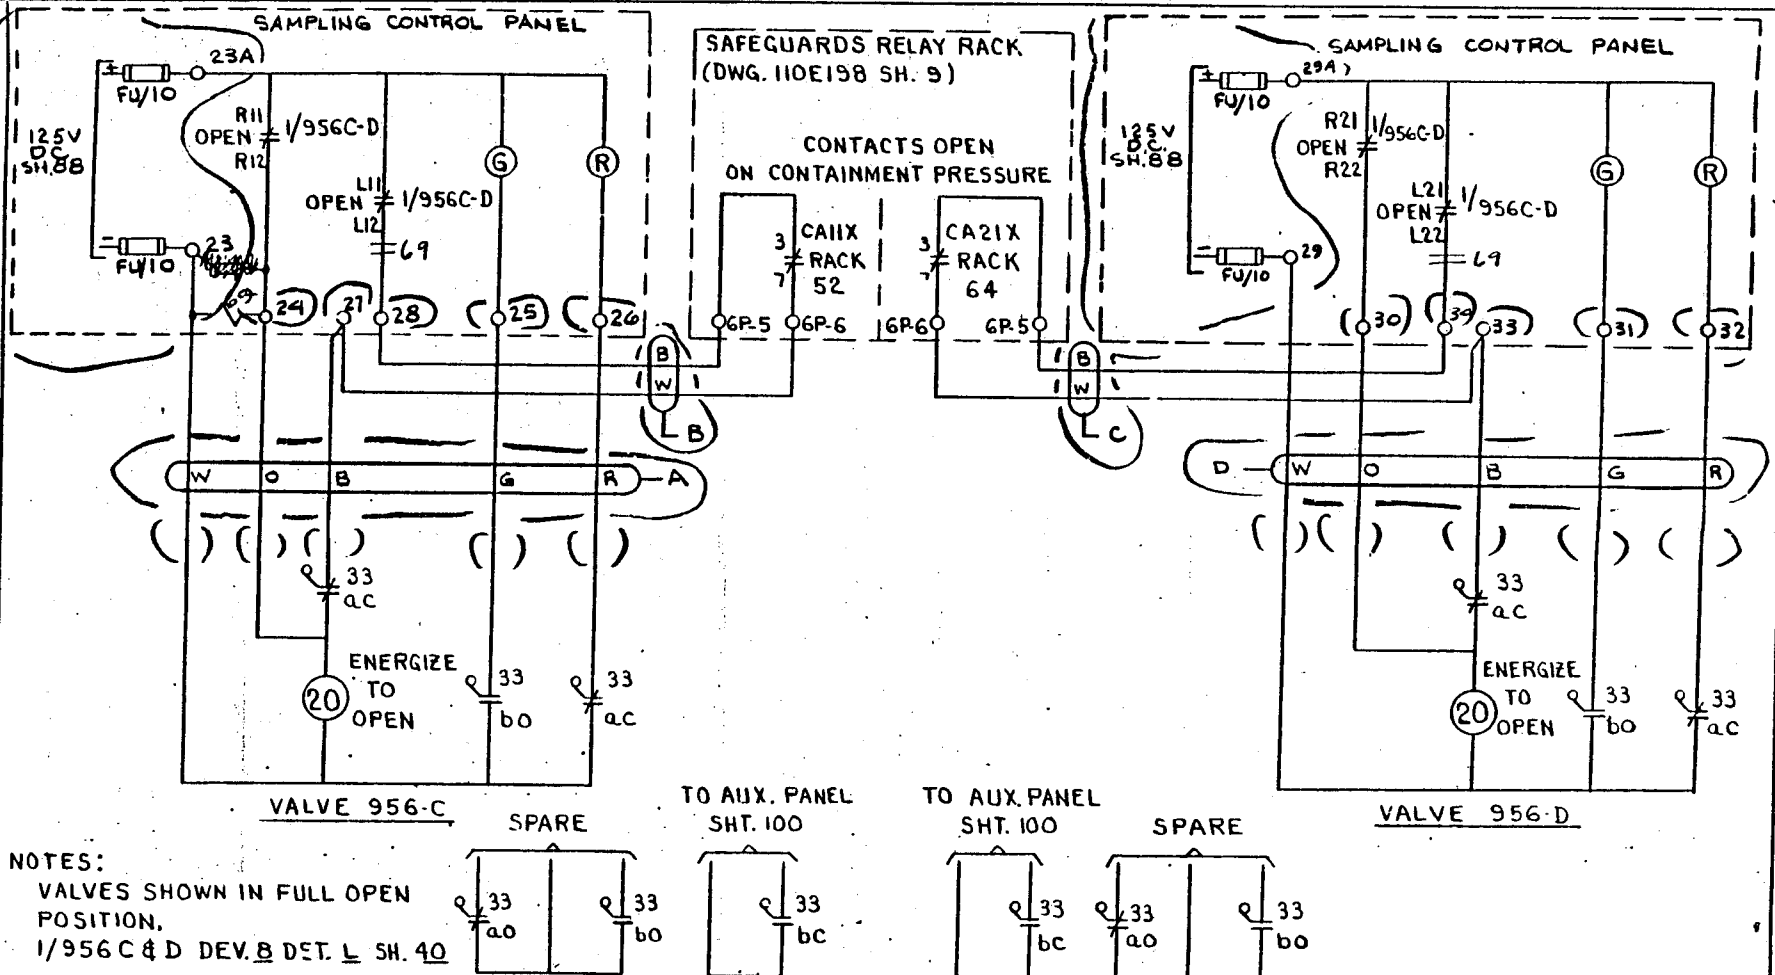 SAMPLING CONTROL PANEL
+
23A
FU/10
125V
D.C.
SH.88
R11
OPEN
R12
1/956C-D
L11
OPEN
L12
1/956C-D
69
G
R
-
23
FU/10
69
24
27
28
25
26
SAFEGUARDS RELAY RACK
(DWG. 110E198 SH. 9)
CONTACTS OPEN
ON CONTAINMENT PRESSURE
3
7
CA11X
RACK
52
3
7
CA21X
RACK
64
6P-5
6P-6
6P-6
6P-5
B
W
B
B
W
C
SAMPLING CONTROL PANEL
+
29A
FU/10
125V
D.C.
SH.88
R21
OPEN
R22
1/956C-D
L21
OPEN
L22
1/956C-D
69
G
R
-
29
FU/10
30
34
33
31
32
W
O
B
G
R
A
D
W
O
B
G
R
33
ac
ENERGIZE
TO
OPEN
20
33
bo
33
ac
VALVE 956-C
33
ac
ENERGIZE
TO
OPEN
20
33
bo
33
ac
VALVE 956-D
SPARE
33
ao
33
bo
TO AUX. PANEL
SHT. 100
33
bc
TO AUX. PANEL
SHT. 100
33
bc
SPARE
33
ao
33
bo
NOTES:
VALVES SHOWN IN FULL OPEN
POSITION.
1/956 C & D DEV. B DET. L SH. 40